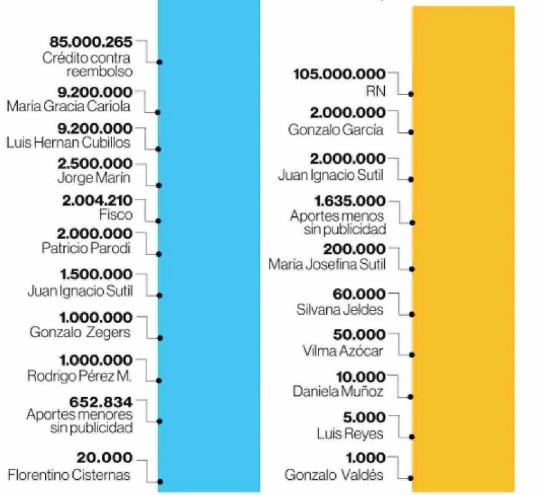 85.000.265
Crédito contra
reembolso
9.200.000
Maria Gracia Cariola
9.200.000
Luis Hernan Cubillos
2.500.000
Jorge Marín
2.004.210
Fisco
2.000.000
Patricio Parodi
1.500.000
Juan Ignacio Sutil
1.000.000
Gonzalo Zegers
1.000.000
Rodrigo Pérez M.
652.834
Aportes menores
sin publicidad
20.000
Florentino Cisternas
105.000.000
RN
2.000.000
Gonzalo García
2.000.000
Juan Ignacio Sutil
1.635.000
Aportes menos
sin publicidad
200.000
María Josefina Sutil
60.000
Silvana Jeldes
50.000
Vilma Azócar
10.000
Daniela Muñoz
5.000
Luis Reyes
1.000
Gonzalo Valdés